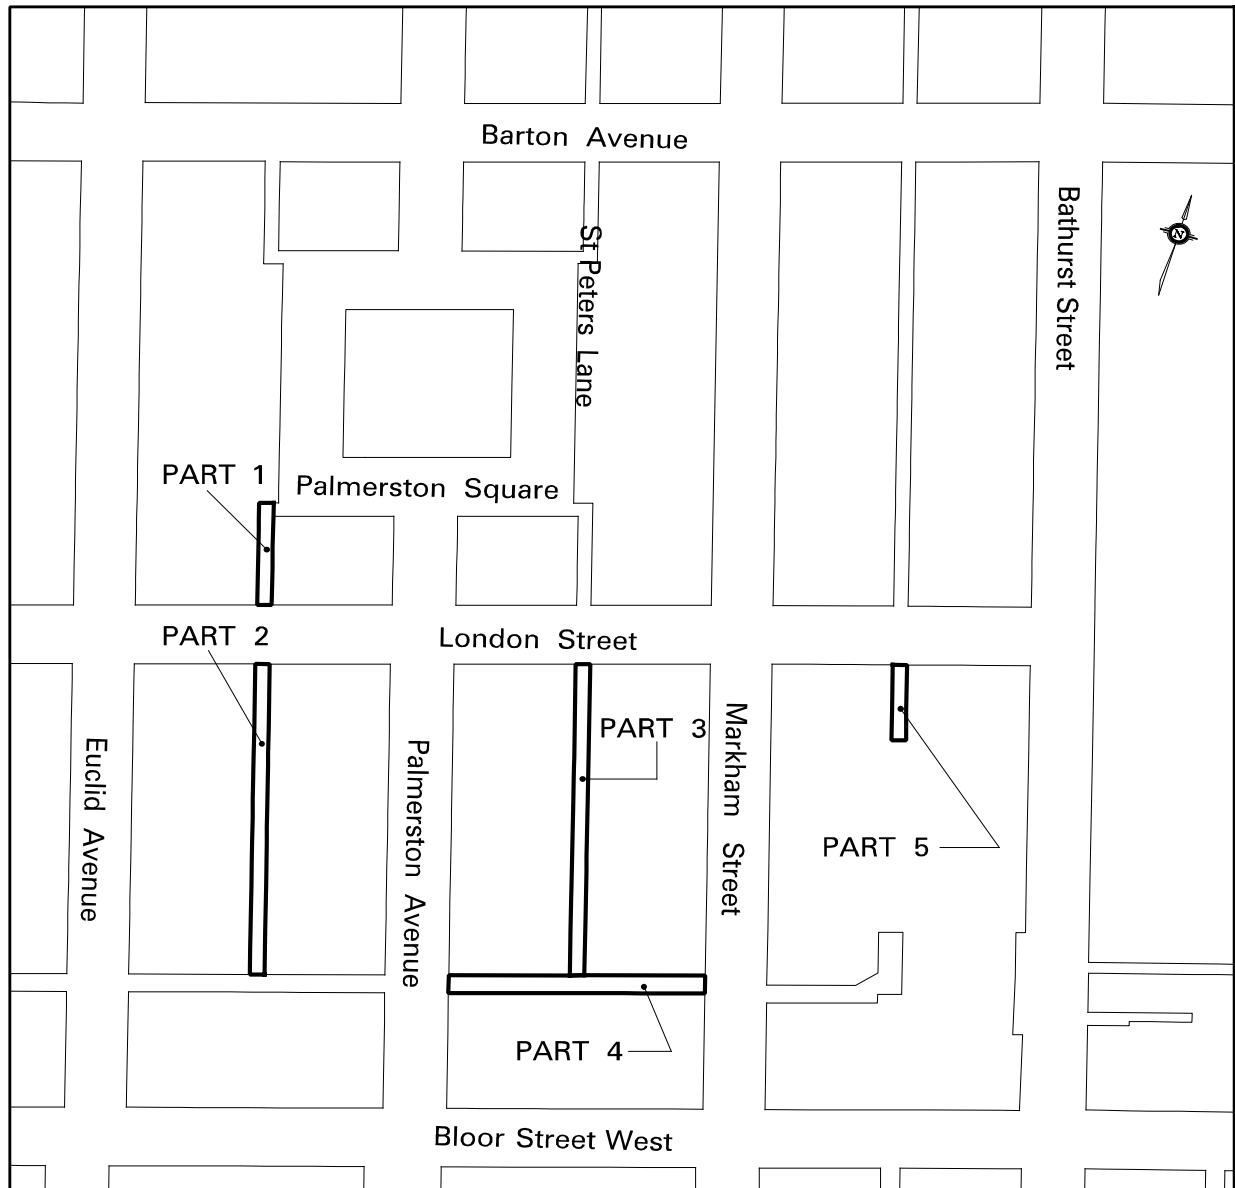 Barton Avenue
Bathurst Street
St Peters Lane
N
PART 1
Palmerston Square
PART 2
London Street
PART 3
Markham Street
Euclid Avenue
Palmerston Avenue
PART 5
PART 4
Bloor Street West